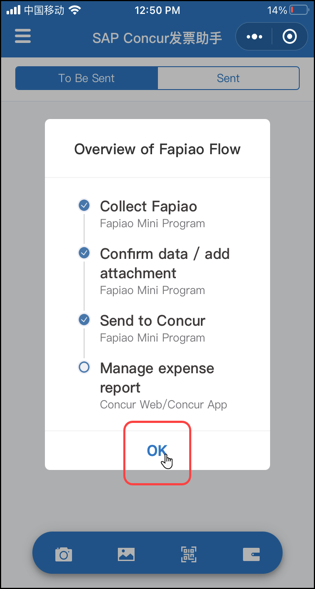 中国移动 12:50 PM 14%
SAP Concur发票助手
To Be Sent Sent
Overview of Fapiao Flow
Collect Fapiao
Fapiao Mini Program
Confirm data / add
attachment
Fapiao Mini Program
Send to Concur
Fapiao Mini Program
Manage expense
report
Concur Web/Concur App
OK